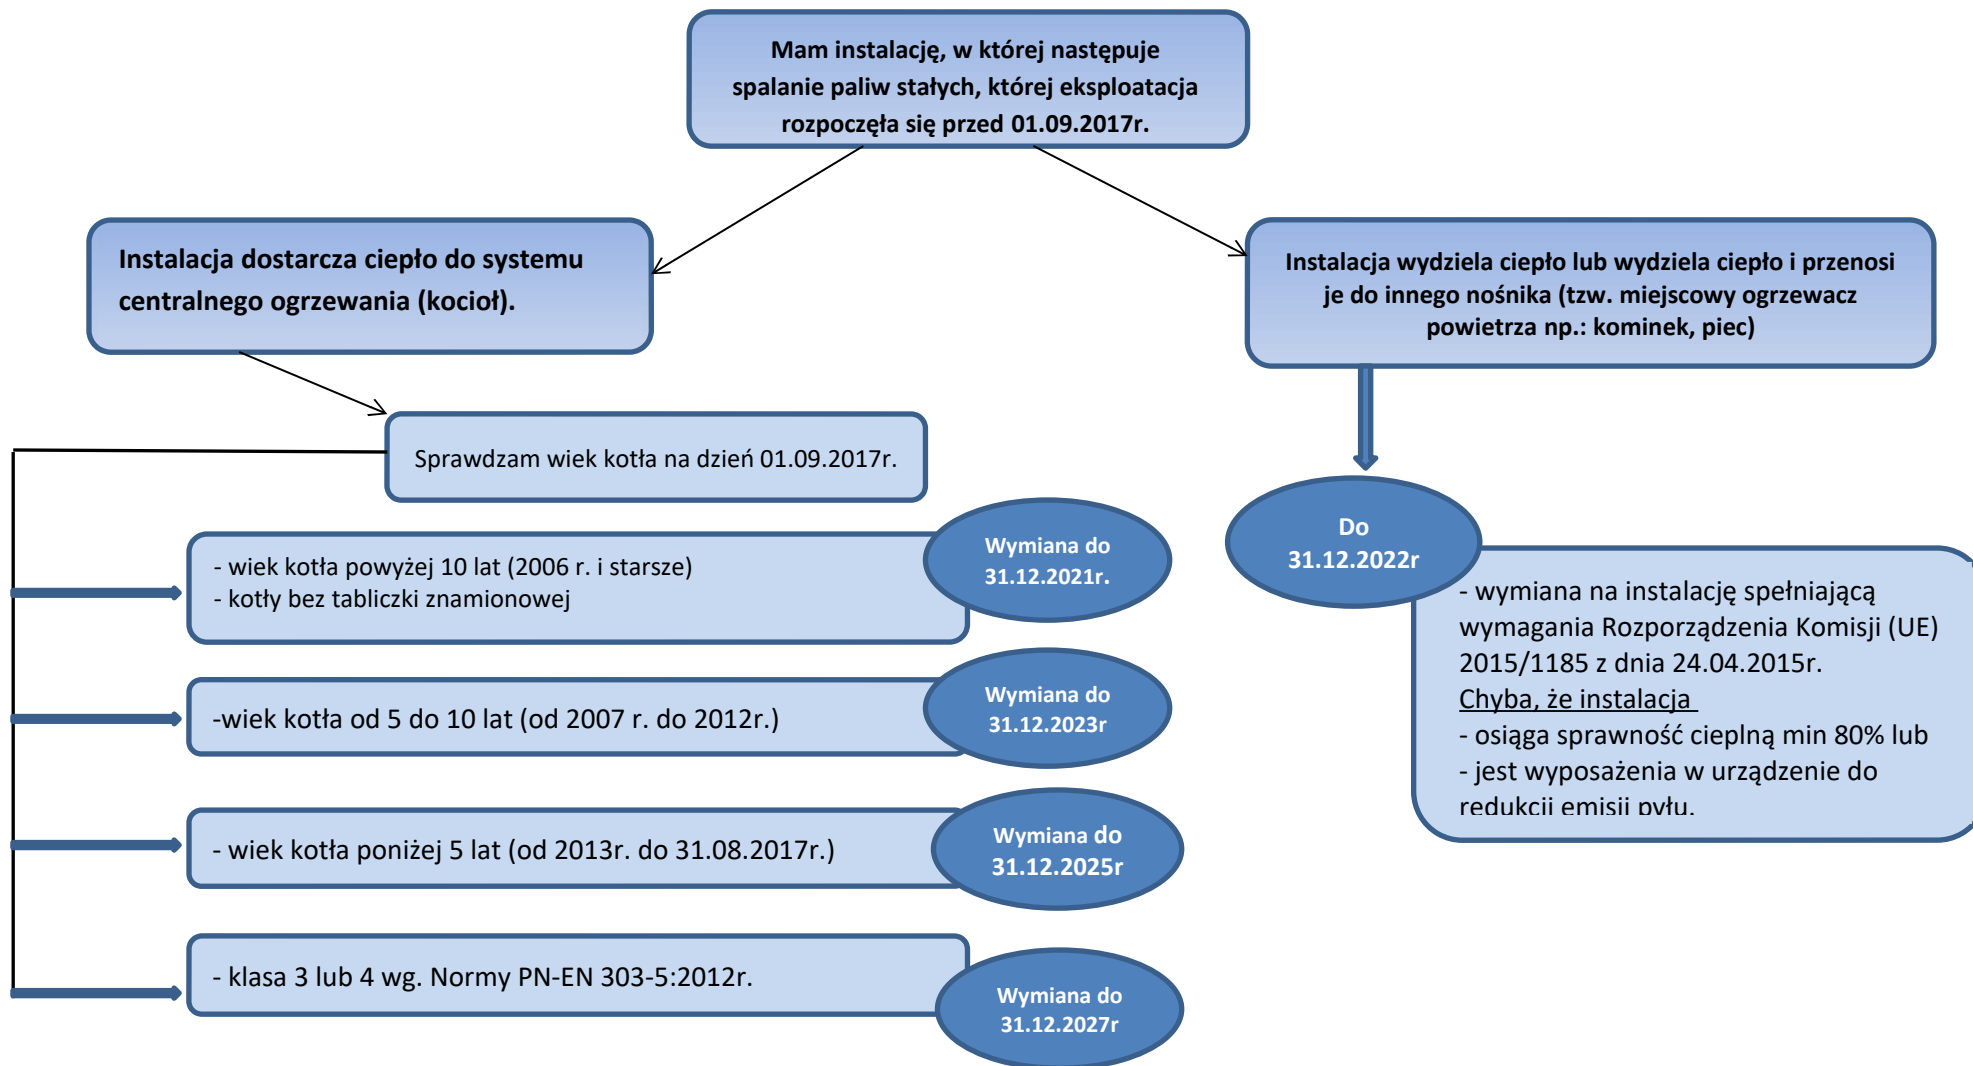 Mam instalację, w której następuje
spalanie paliw stałych, której eksploatacja
rozpoczęła się przed 01.09.2017r.
Instalacja dostarcza ciepło do systemu
centralnego ogrzewania (kocioł).
Instalacja wydziela ciepło lub wydziela ciepło i przenosi
je do innego nośnika (tzw. miejscowy ogrzewacz
powietrza np.: kominek, piec)
Sprawdzam wiek kotła na dzień 01.09.2017r.
- wiek kotła powyżej 10 lat (2006 r. i starsze)
- kotły bez tabliczki znamionowej
Wymiana do
31.12.2021r.
-wiek kotła od 5 do 10 lat (od 2007 r. do 2012r.)
Wymiana do
31.12.2023r
- wiek kotła poniżej 5 lat (od 2013r. do 31.08.2017r.)
Wymiana do
31.12.2025r
- klasa 3 lub 4 wg. Normy PN-EN 303-5:2012r.
Wymiana do
31.12.2027r
Do
31.12.2022r
- wymiana na instalację spełniającą
wymagania Rozporządzenia Komisji (UE)
2015/1185 z dnia 24.04.2015r.
Chyba, że instalacja
- osiąga sprawność cieplną min 80% lub
- jest wyposażenia w urządzenie do
redukcji emisji pyłu.